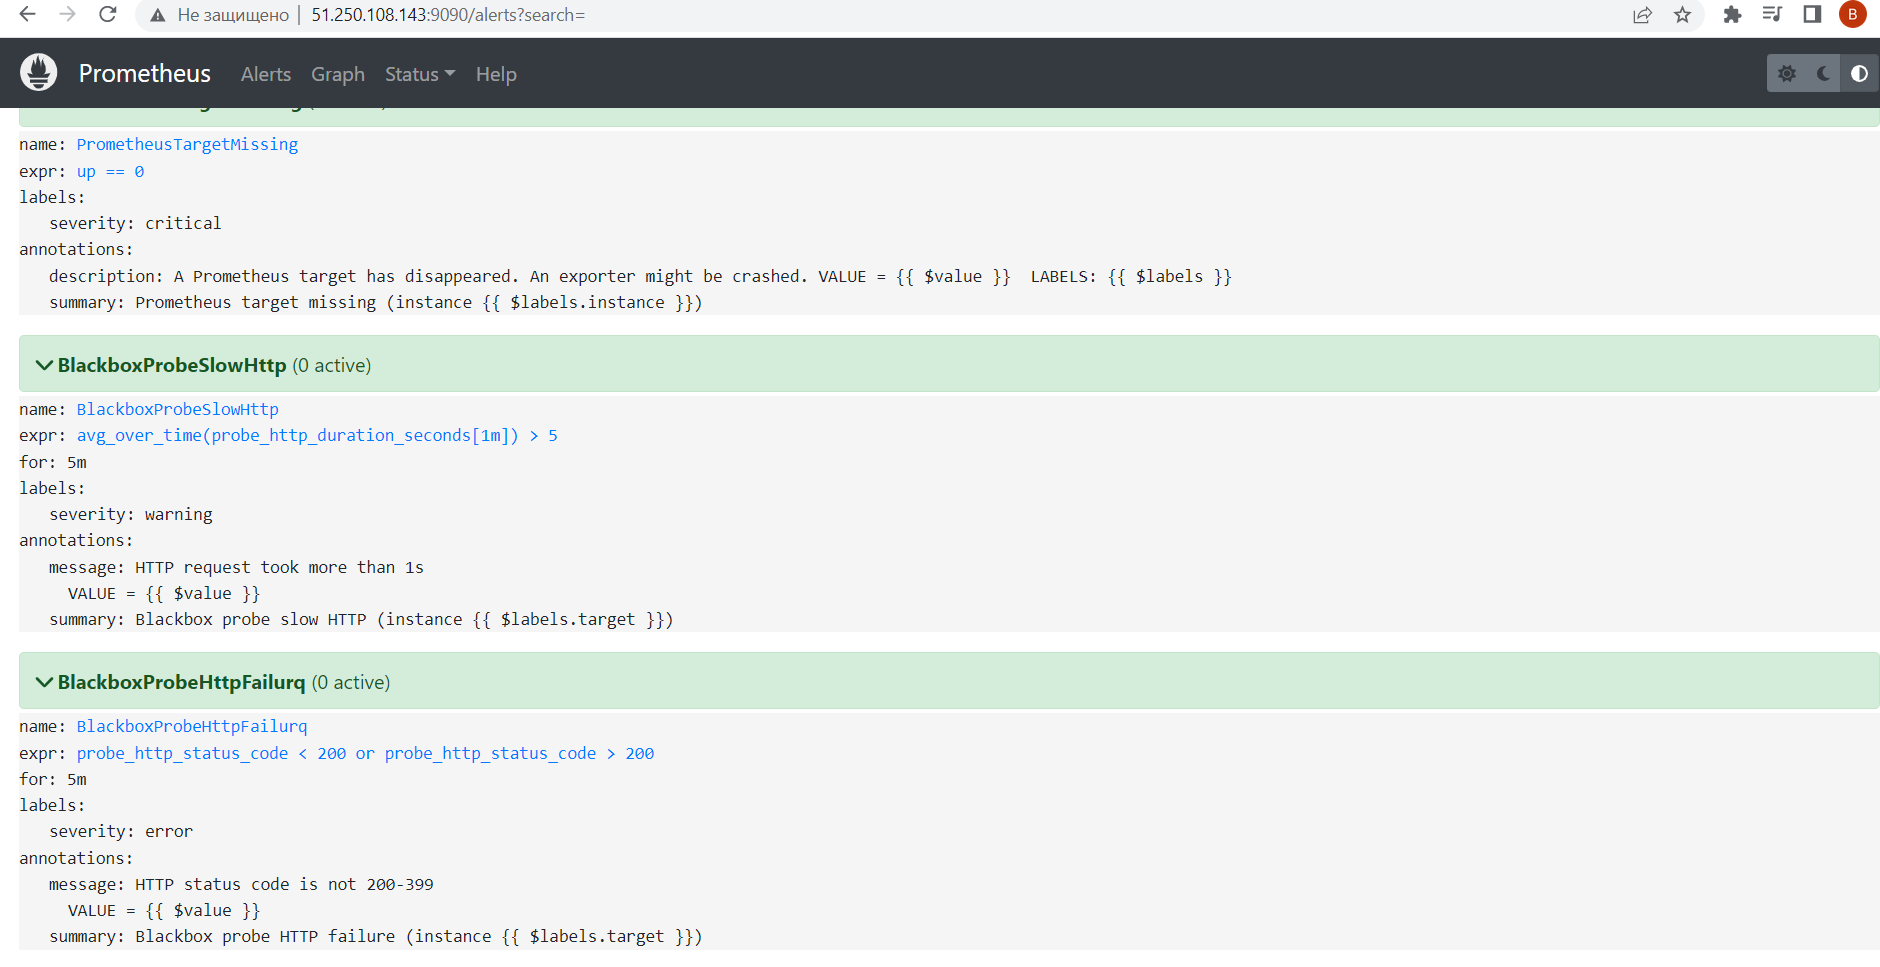 Не защищено 51.250.108.143:9090/alerts?search=
B
Prometheus Alerts Graph Status Help
name: PrometheusTargetMissing
expr: up == 0
labels:
severity: critical
annotations:
description: A Prometheus target has disappeared. An exporter might be crashed. VALUE = {{ $value }}  LABELS: {{ $labels }}
summary: Prometheus target missing (instance {{ $labels.instance }})
BlackboxProbeSlowHttp (0 active)
name: BlackboxProbeSlowHttp
expr: avg_over_time(probe_http_duration_seconds[1m]) > 5
for: 5m
labels:
severity: warning
annotations:
message: HTTP request took more than 1s
VALUE = {{ $value }}
summary: Blackbox probe slow HTTP (instance {{ $labels.target }})
BlackboxProbeHttpFailurq (0 active)
name: BlackboxProbeHttpFailurq
expr: probe_http_status_code < 200 or probe_http_status_code > 200
for: 5m
labels:
severity: error
annotations:
message: HTTP status code is not 200-399
VALUE = {{ $value }}
summary: Blackbox probe HTTP failure (instance {{ $labels.target }})